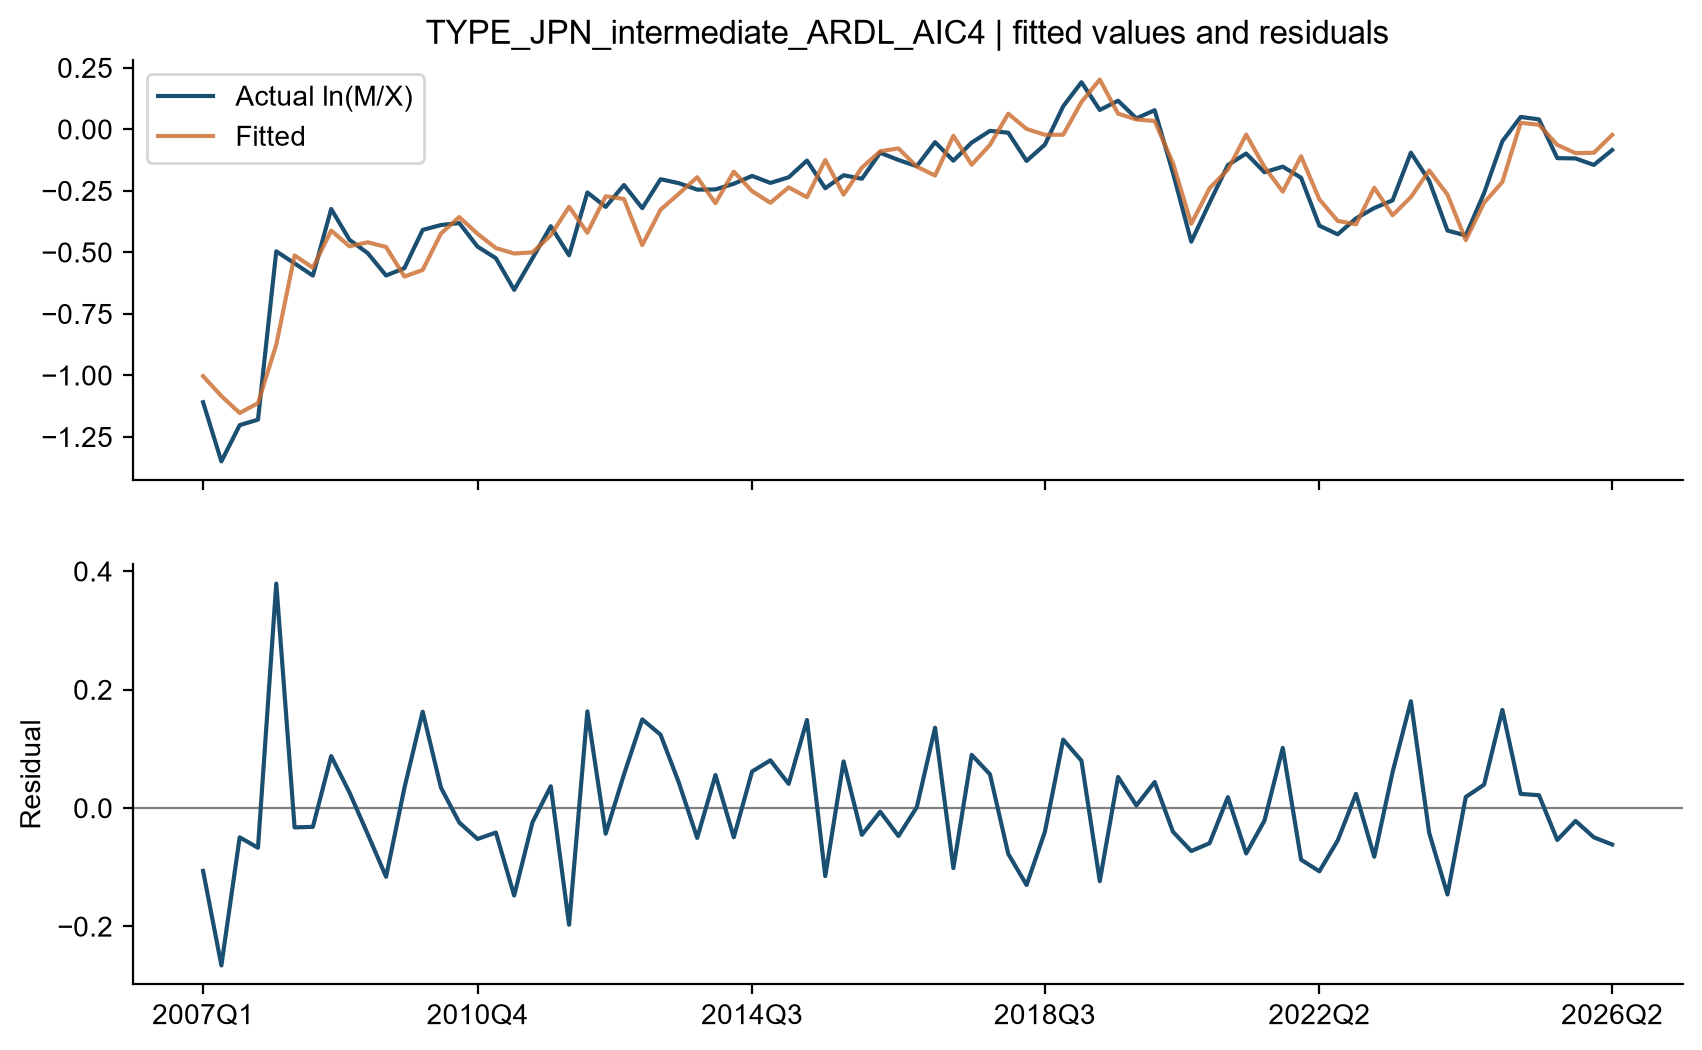 TYPE_JPN_intermediate_ARDL_AIC4 | fitted values and residuals
0.25
0.00
−0.25
−0.50
−0.75
−1.00
−1.25
Actual ln(M/X)
Fitted
0.4
0.2
0.0
−0.2
Residual
2007Q1 2010Q4 2014Q3 2018Q3 2022Q2 2026Q2